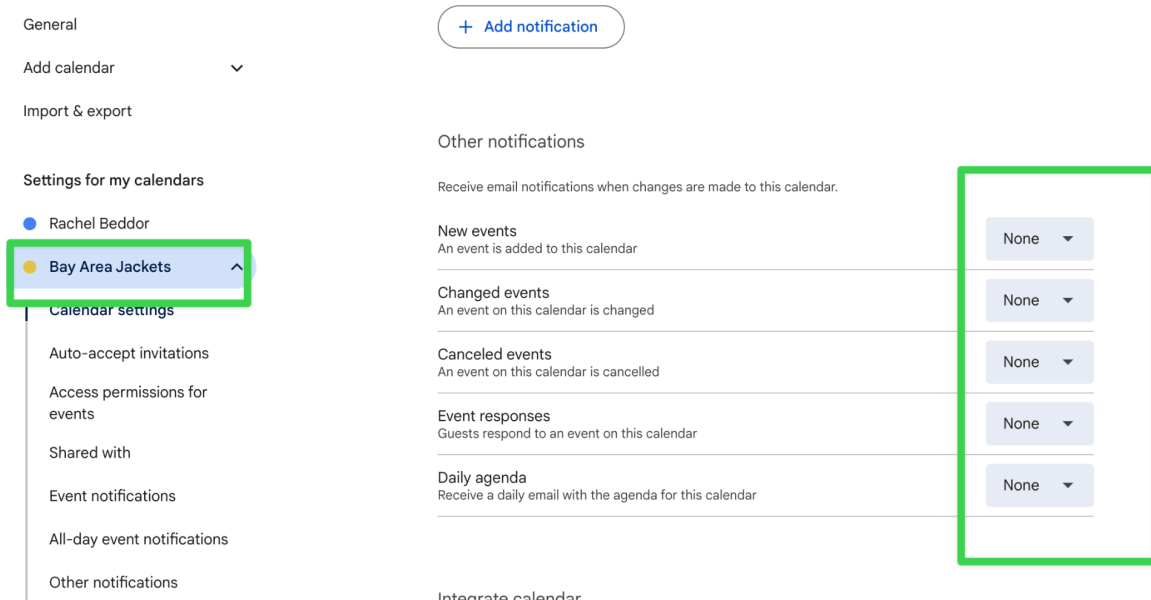 General
Add calendar
Import & export
Settings for my calendars
Rachel Beddor
Bay Area Jackets
Calendar settings
Auto-accept invitations
Access permissions for
events
Shared with
Event notifications
All-day event notifications
Other notifications
+ Add notification
Other notifications
Receive email notifications when changes are made to this calendar.
New events
An event is added to this calendar
None
Changed events
An event on this calendar is changed
None
Canceled events
An event on this calendar is cancelled
None
Event responses
Guests respond to an event on this calendar
None
Daily agenda
Receive a daily email with the agenda for this calendar
None
Integrate calendar